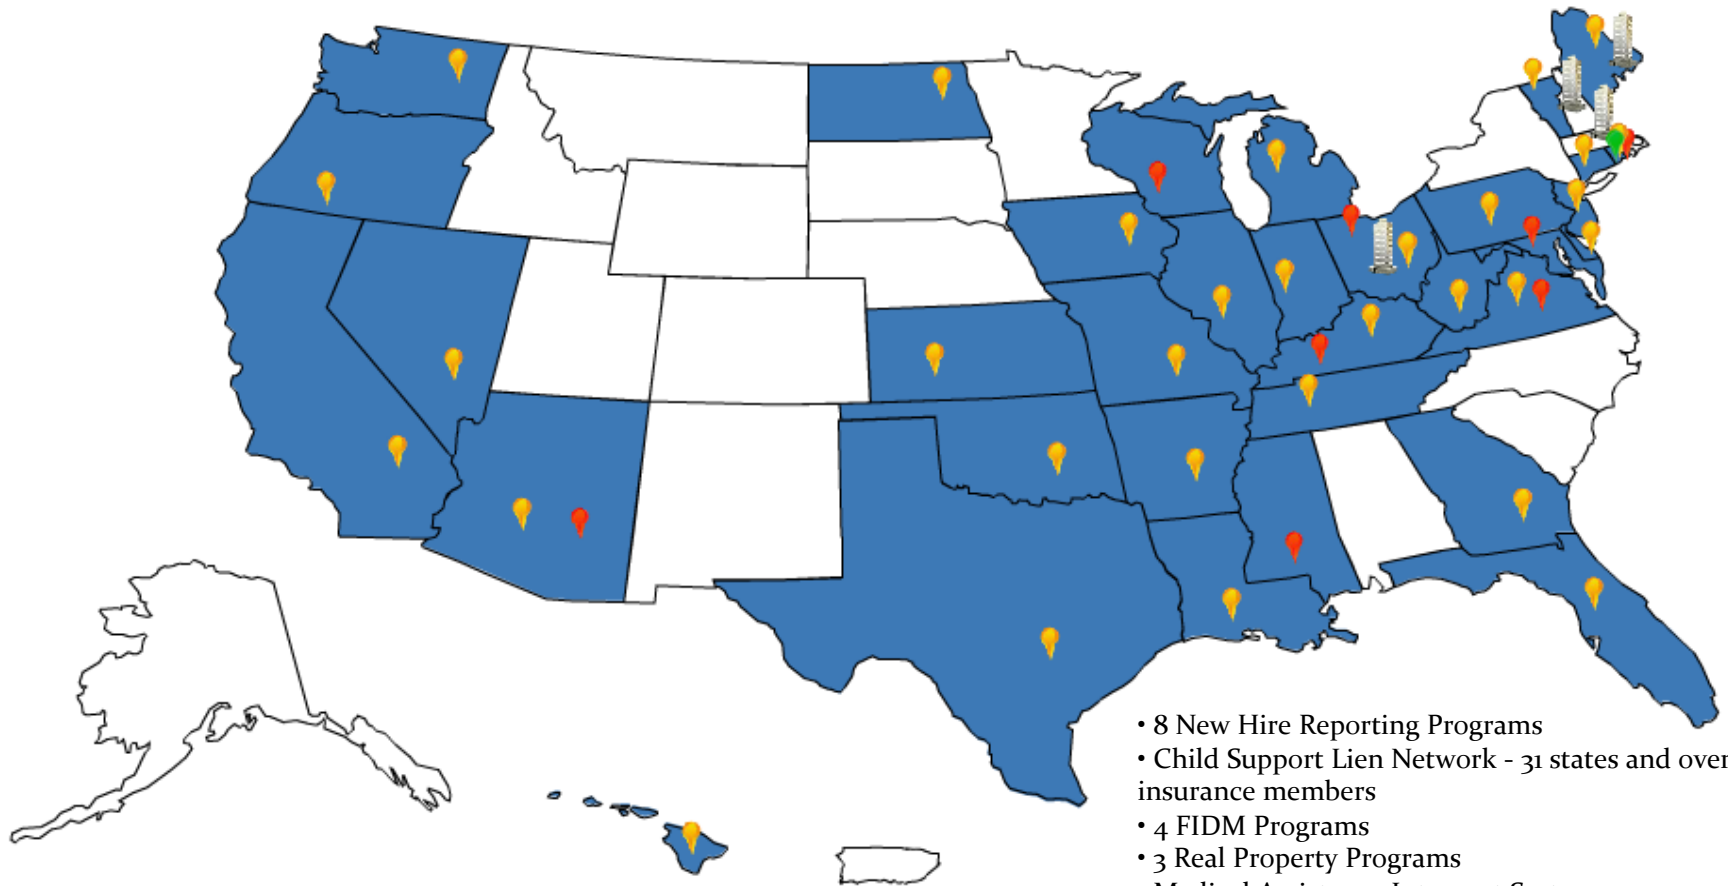 • 8 New Hire Reporting Programs
• Child Support Lien Network - 31 states and over
insurance members
• 4 FIDM Programs
• 3 Real Property Programs